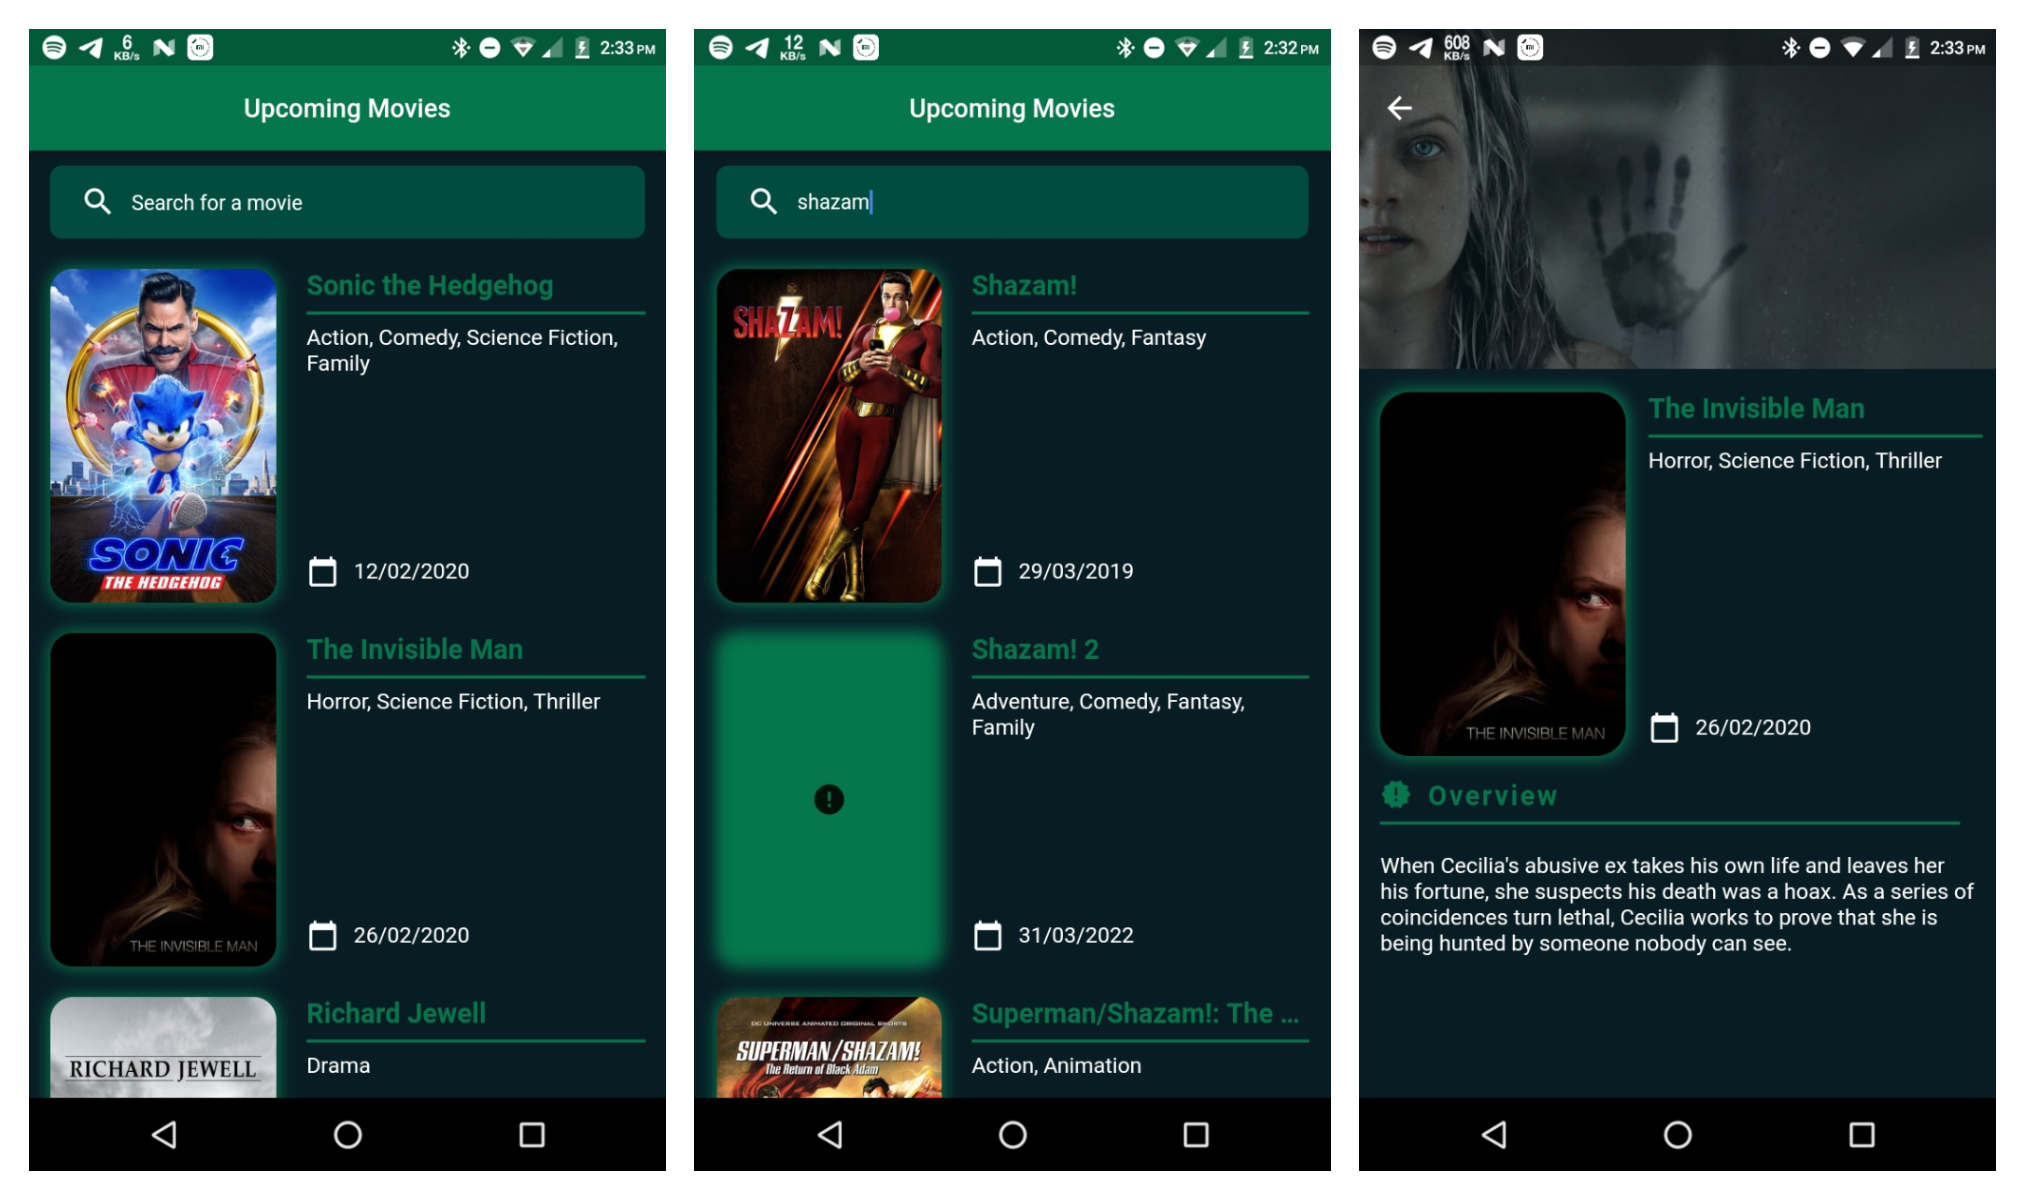 6
KB/s
2:33 PM
Upcoming Movies
Search for a movie
SONIC
THE HEDGEHOG
Sonic the Hedgehog
Action, Comedy, Science Fiction,
Family
12/02/2020
THE INVISIBLE MAN
The Invisible Man
Horror, Science Fiction, Thriller
26/02/2020
RICHARD JEWELL
Richard Jewell
Drama
12
KB/s
2:32 PM
Upcoming Movies
shazam
SHAZAM!
Shazam!
Action, Comedy, Fantasy
29/03/2019
Shazam! 2
Adventure, Comedy, Fantasy,
Family
31/03/2022
DC UNIVERSE ANIMATED ORIGINAL SHORTS
SUPERMAN/SHAZAM!
The Return of Black Adam
Superman/Shazam!: The ...
Action, Animation
608
KB/s
2:33 PM
THE INVISIBLE MAN
The Invisible Man
Horror, Science Fiction, Thriller
26/02/2020
Overview
When Cecilia's abusive ex takes his own life and leaves her
his fortune, she suspects his death was a hoax. As a series of
coincidences turn lethal, Cecilia works to prove that she is
being hunted by someone nobody can see.